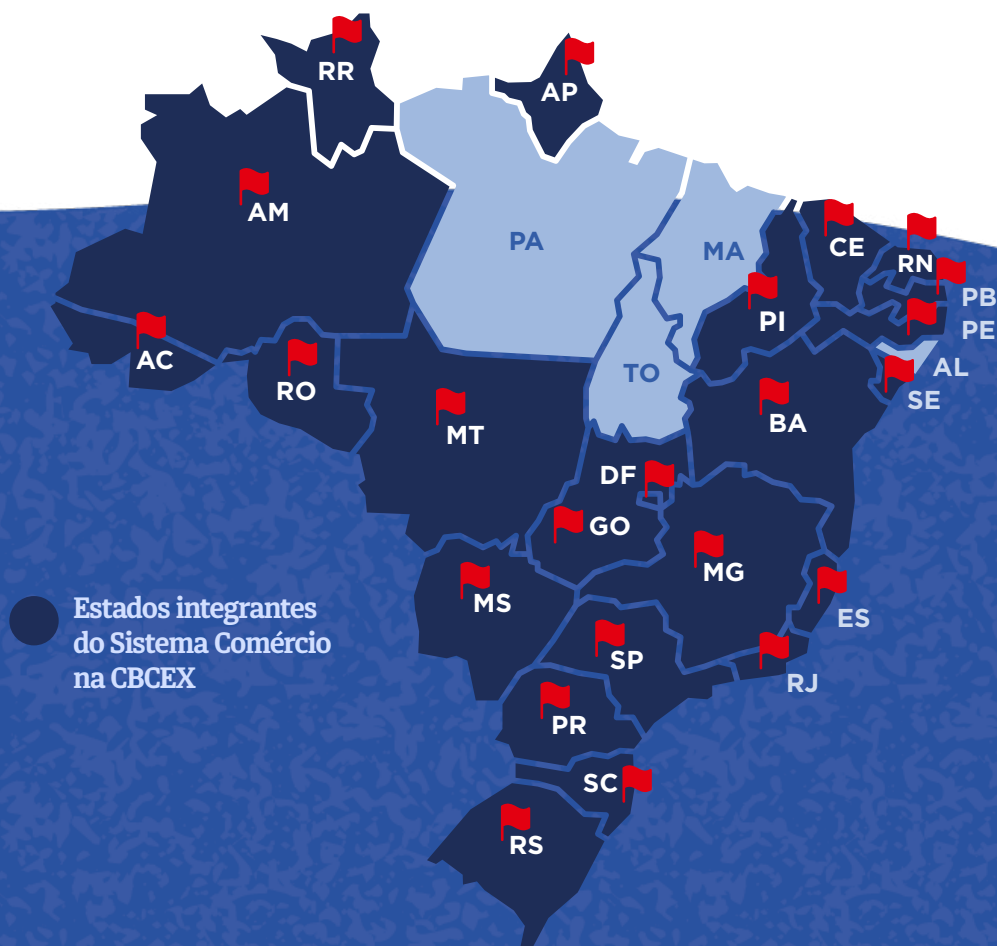 RR
AP
AM
PA
MA
CE
RN
PB
PI
PE
AC
RO
TO
AL
SE
MT
BA
DF
GO
MG
MS
ES
Estados integrantes
do Sistema Comércio
na CBCEX
SP
RJ
PR
SC
RS